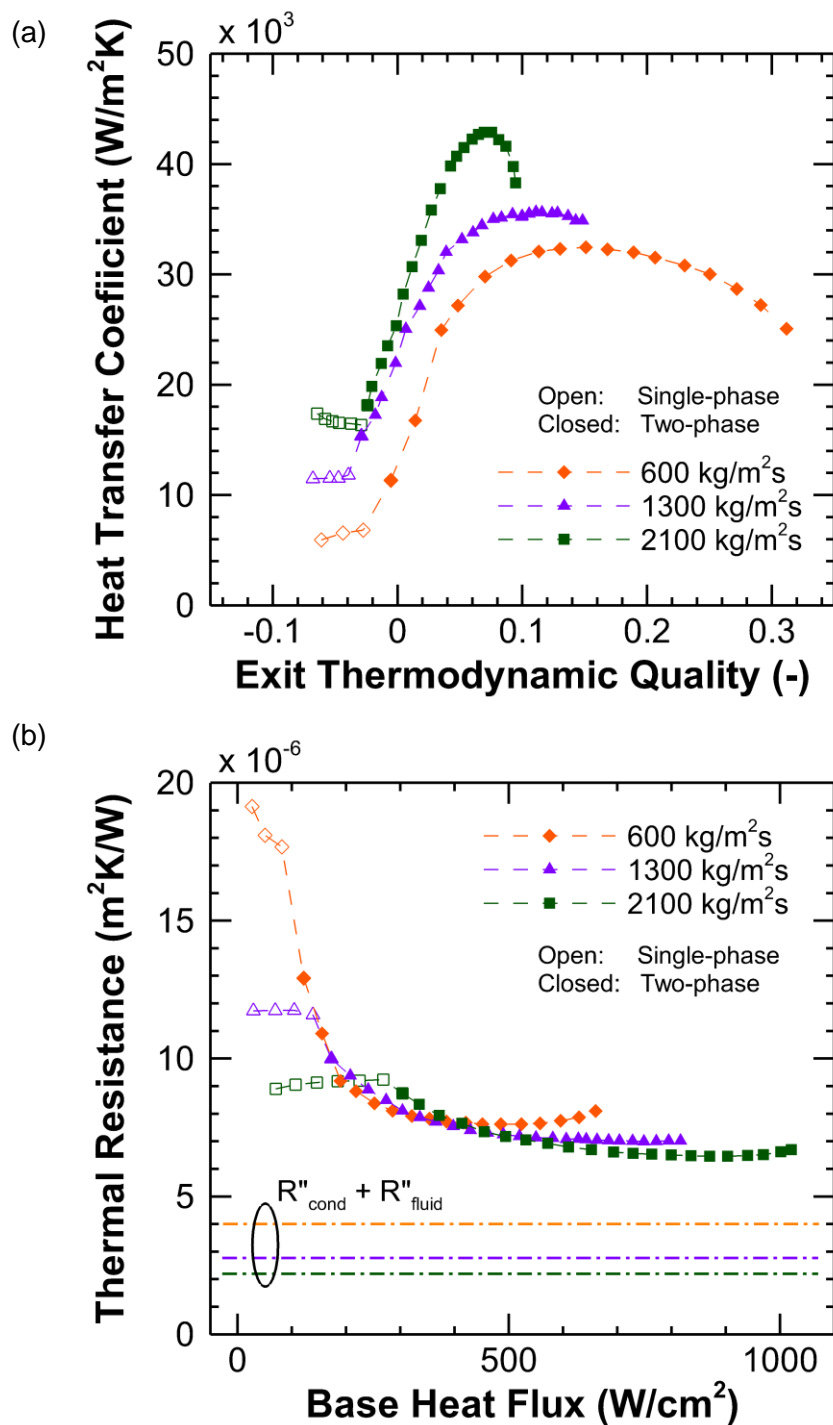 (a)
x 10³
Heat Transfer Coefiicient (W/m²K)
50
40
30
20
10
0
Open: Single-phase
Closed: Two-phase
600 kg/m²s
1300 kg/m²s
2100 kg/m²s
-0.1 0 0.1 0.2 0.3
Exit Thermodynamic Quality (-)
(b)
x 10⁻⁶
Thermal Resistance (m²K/W)
20
15
10
5
0
600 kg/m²s
1300 kg/m²s
2100 kg/m²s
Open: Single-phase
Closed: Two-phase
R"cond + R"fluid
0 500 1000
Base Heat Flux (W/cm²)